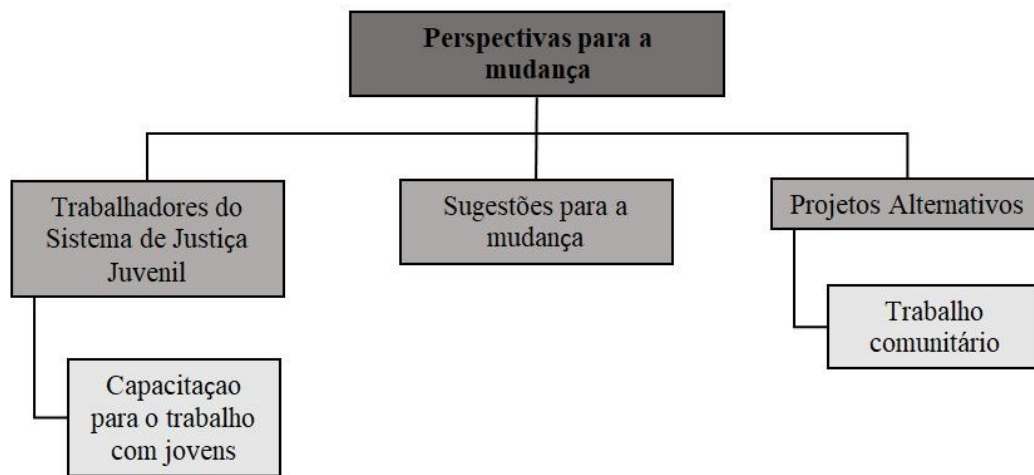 Perspectivas para a
mudança
Trabalhadores do
Sistema de Justiça
Juvenil
Sugestões para a
mudança
Projetos Alternativos
Capacitaçao
para o trabalho
com jovens
Trabalho
comunitário